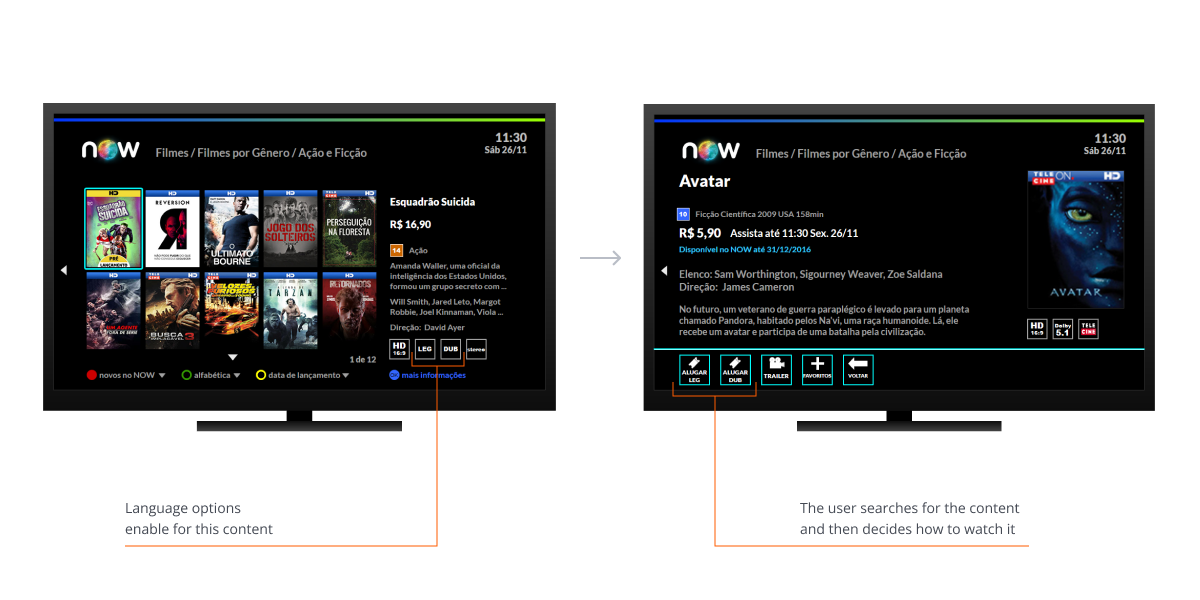 now
Filmes / Filmes por Gênero / Ação e Ficção
11:30
Sáb 26/11
HD
ESQUADRÃO
SUICIDA
PRÉ
LANÇAMENTO
HD
REVERSION
HD
O
ULTIMATO
BOURNE
HD
JOGO DOS
SOLTEIROS
TELE
CINE
HD
PERSEGUIÇÃO
NA FLORESTA
HD
TELE
CINE
HD
BUSCA
IMPLACÁVEL 3
TELE
CINE
HD
VELOZES
FURIOSOS
HD
TARZAN
HD
RETORNADOS
Esquadrão Suicida
R$ 16,90
14 Ação
Amanda Waller, uma oficial da
inteligência dos Estados Unidos,
formou um grupo secreto com ...
Will Smith, Jared Leto, Margot
Robbie, Joel Kinnaman, Viola ...
Direção: David Ayer
HD
16:9
LEG
DUB
stereo
1 de 12
novos no NOW
alfabética
data de lançamento
OK mais informações
Language options
enable for this content
now
Filmes / Filmes por Gênero / Ação e Ficção
11:30
Sáb 26/11
Avatar
10 Ficção Científica 2009 USA 158min
R$ 5,90 Assista até 11:30 Sex. 26/11
Disponível no NOW até 31/12/2016
Elenco: Sam Worthington, Sigourney Weaver, Zoe Saldana
Direção: James Cameron
No futuro, um veterano de guerra paraplégico é levado para um planeta
chamado Pandora, habitado pelos Na'vi, uma raça humanoide. Lá, ele
recebe um avatar e participa de uma batalha pela civilização.
TELE
CINE
ON.
HD
AVATAR
HD
16:9
Dolby
5.1
TELE
CINE
ALUGAR
LEG
ALUGAR
DUB
TRAILER
FAVORITOS
VOLTAR
The user searches for the content
and then decides how to watch it